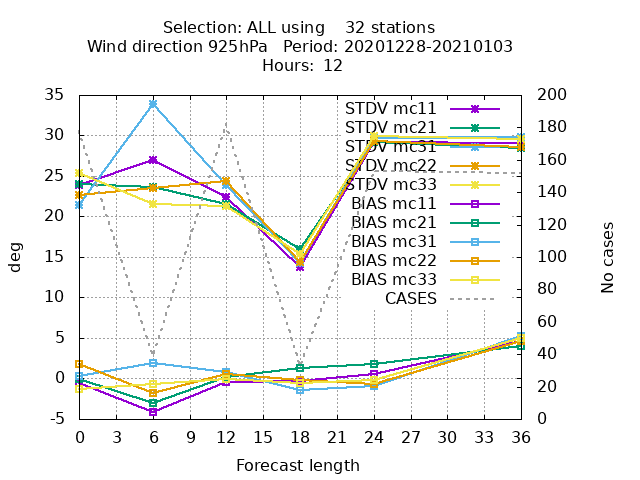 Selection: ALL using 32 stations
Wind direction 925hPa Period: 20201228-20210103
Hours: 12
35
30
25
20
15
10
5
0
-5
deg
STDV mc11
STDV mc21
STDV mc31
STDV mc22
STDV mc33
BIAS mc11
BIAS mc21
BIAS mc31
BIAS mc22
BIAS mc33
CASES
200
180
160
140
120
100
80
60
40
20
0
No cases
0 3 6 9 12 15 18 21 24 27 30 33 36
Forecast length